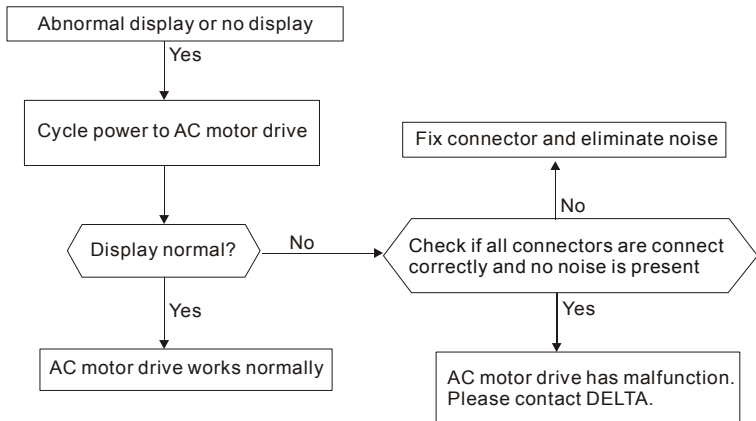 Abnormal display or no display
Yes
Cycle power to AC motor drive
Display normal?
Yes
AC motor drive works normally
No
Check if all connectors are connect
correctly and no noise is present
No
Fix connector and eliminate noise
Yes
AC motor drive has malfunction.
Please contact DELTA.